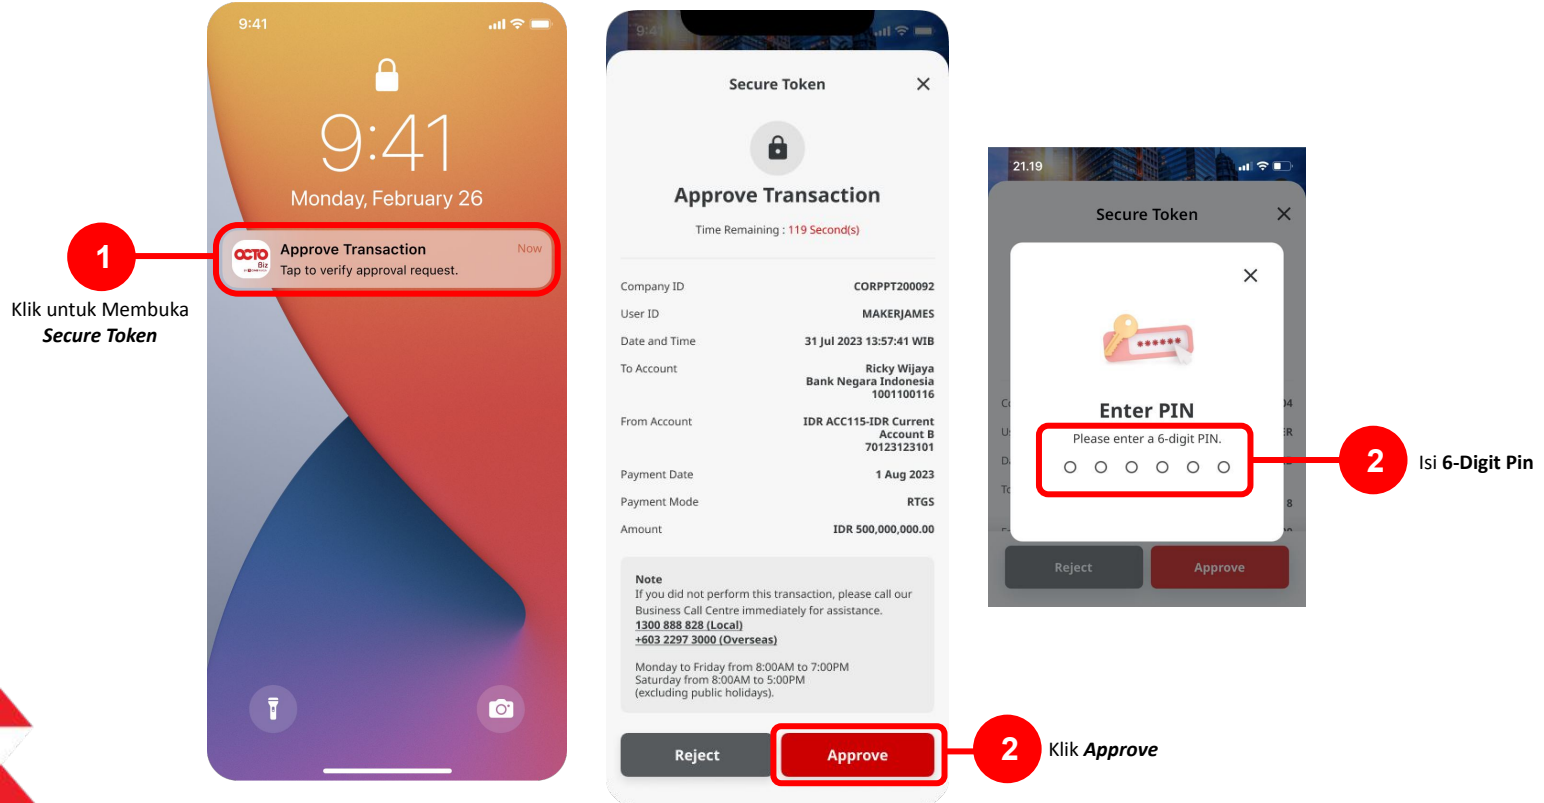 1
Klik untuk Membuka
Secure Token
9:41
9:41
Monday, February 26
OCTO
Biz
Approve Transaction
Now
Tap to verify approval request.
9:41
Secure Token
Approve Transaction
Time Remaining : 119 Second(s)
Company ID CORPPT200092
User ID MAKERJAMES
Date and Time 31 Jul 2023 13:57:41 WIB
To Account Ricky Wijaya
Bank Negara Indonesia
1001100116
From Account IDR ACC115-IDR Current
Account B
70123123101
Payment Date 1 Aug 2023
Payment Mode RTGS
Amount IDR 500,000,000.00
Note
If you did not perform this transaction, please call our
Business Call Centre immediately for assistance.
1300 888 828 (Local)
+603 2297 3000 (Overseas)
Monday to Friday from 8:00AM to 7:00PM
Saturday from 8:00AM to 5:00PM
(excluding public holidays).
Reject
Approve
2
Klik Approve
21.19
Secure Token
Enter PIN
Please enter a 6-digit PIN.
Reject
Approve
2
Isi 6-Digit Pin